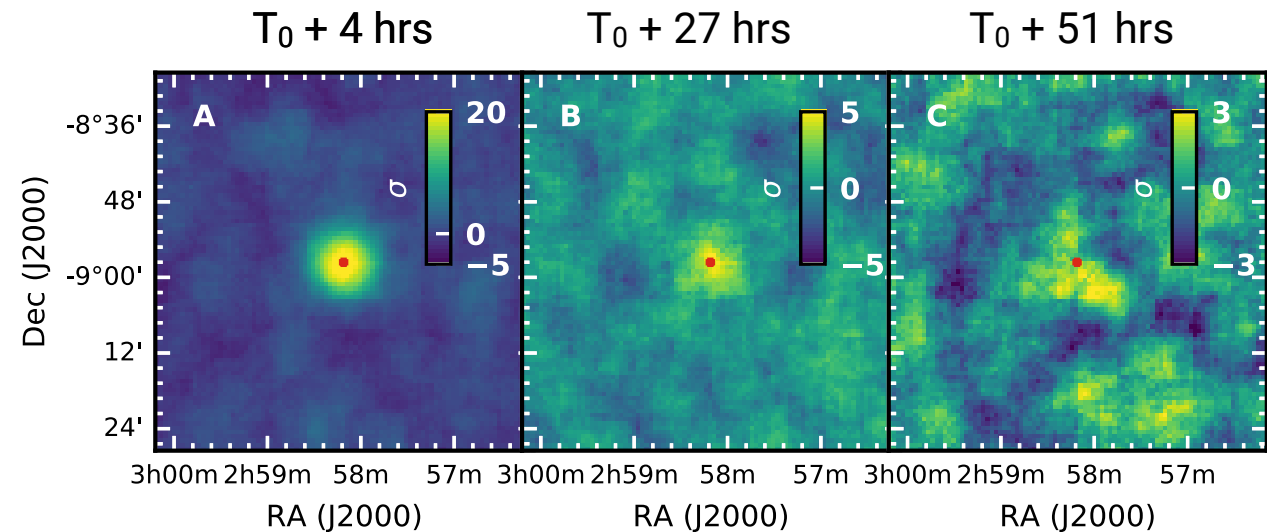 T₀ + 4 hrs T₀ + 27 hrs T₀ + 51 hrs
A 20 B 5 C 3
-8°36'
σ σ σ
48' 0 0 0
−5 −5 −3
-9°00'
12'
24'
Dec (J2000)
3h00m 2h59m 58m 57m 3h00m 2h59m 58m 57m 3h00m 2h59m 58m 57m
RA (J2000) RA (J2000) RA (J2000)